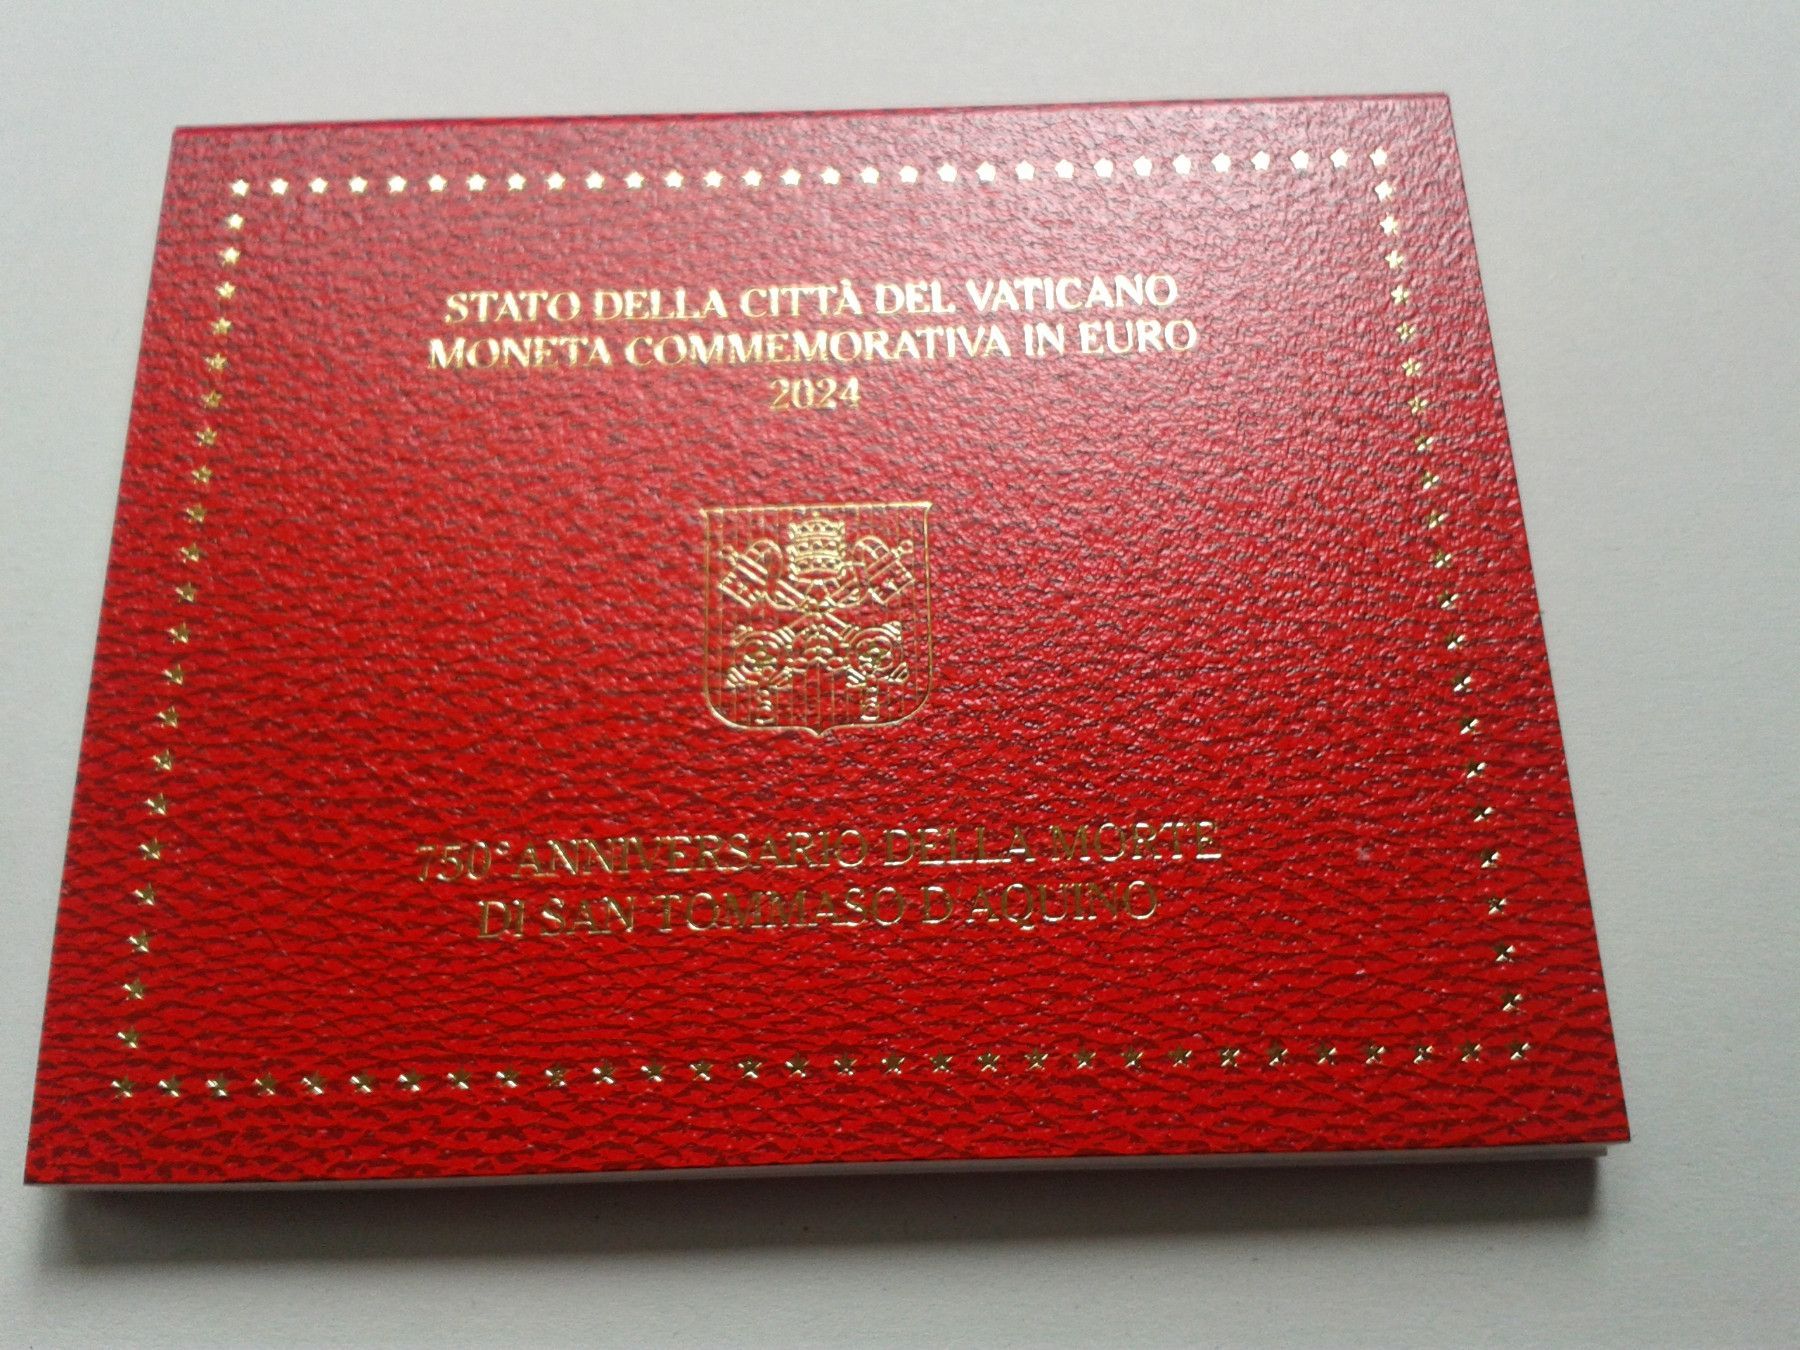 STATO DELLA CITTÀ DEL VATICANO
MONETA COMMEMORATIVA IN EURO
2024
750° ANNIVERSARIO DELLA MORTE
DI SAN TOMMASO D'AQUINO